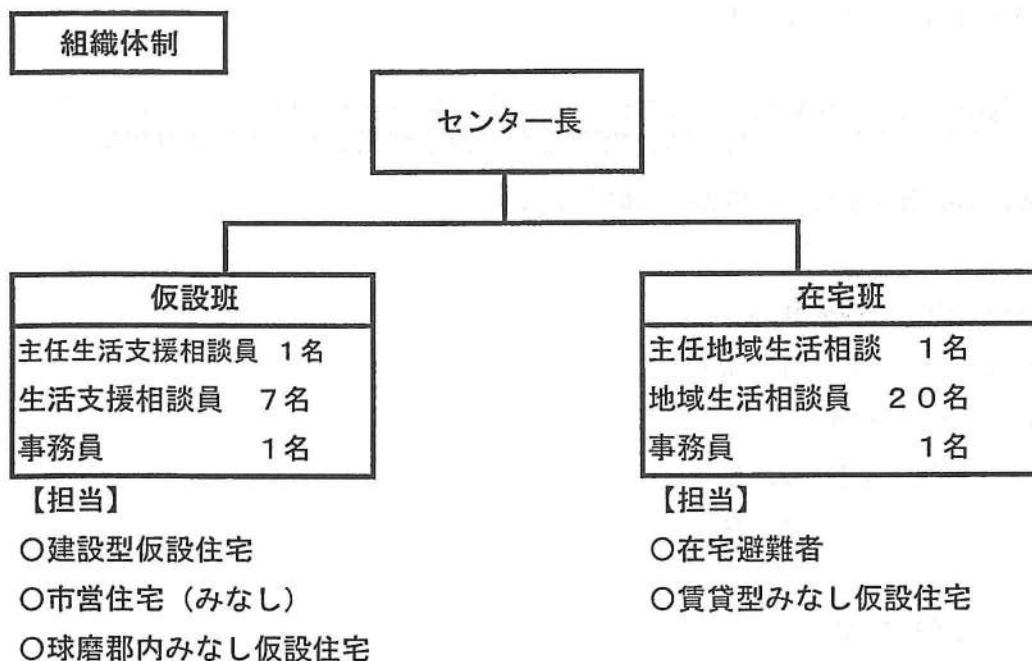 組織体制
センター長
仮設班
主任生活支援相談員 1名
生活支援相談員 7名
事務員 1名
【担当】
〇建設型仮設住宅
〇市営住宅（みなし）
〇球磨郡内みなし仮設住宅
在宅班
主任地域生活相談 1名
地域生活相談員 20名
事務員 1名
【担当】
〇在宅避難者
〇賃貸型みなし仮設住宅